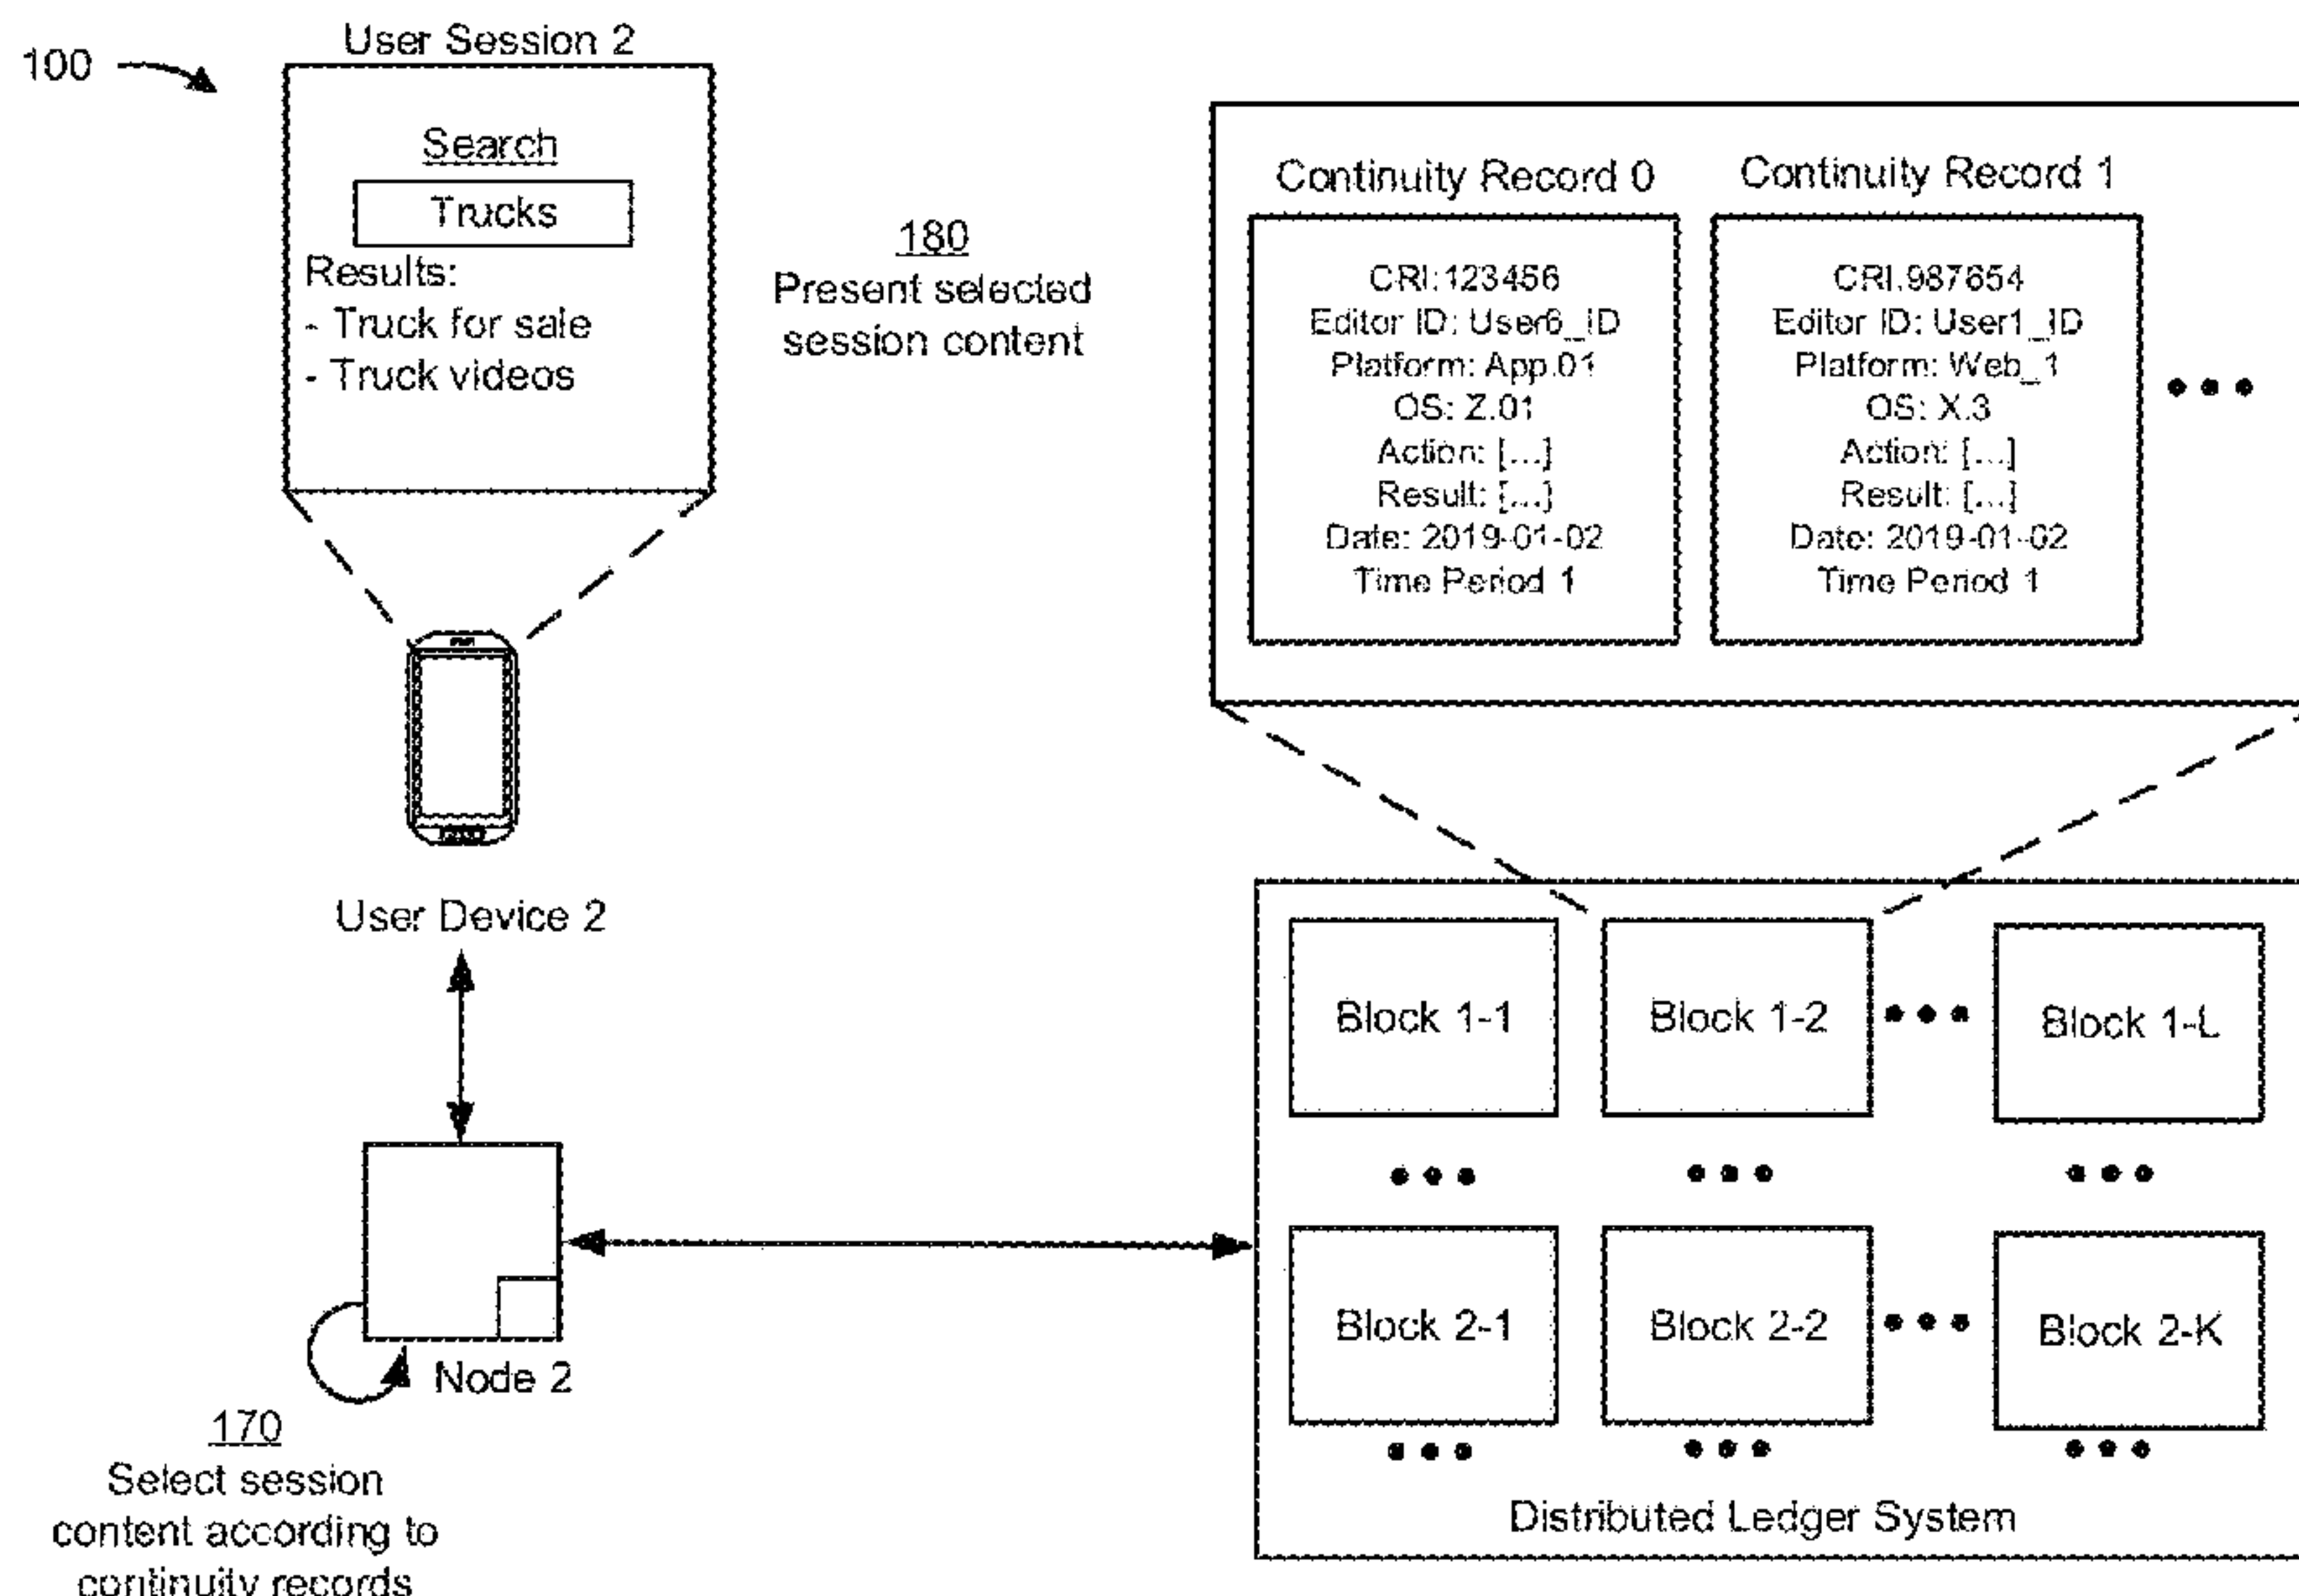 100
User Session 2
Search
Trucks
Results:
- Truck for sale
- Truck videos
180
Present selected
session content
Continuity Record 0
CRI:123456
Editor ID: User6_ID
Platform: App.01
OS: Z.01
Action: [...]
Result: [...]
Date: 2019-01-02
Time Period 1
Continuity Record 1
CRI.987654
Editor ID: User1_ID
Platform: Web_1
OS: X.3
Action: [...]
Result: [...]
Date: 2019-01-02
Time Period 1
User Device 2
Node 2
170
Select session
content according to
continuity records
Block 1-1
Block 1-2
Block 1-L
Block 2-1
Block 2-2
Block 2-K
Distributed Ledger System